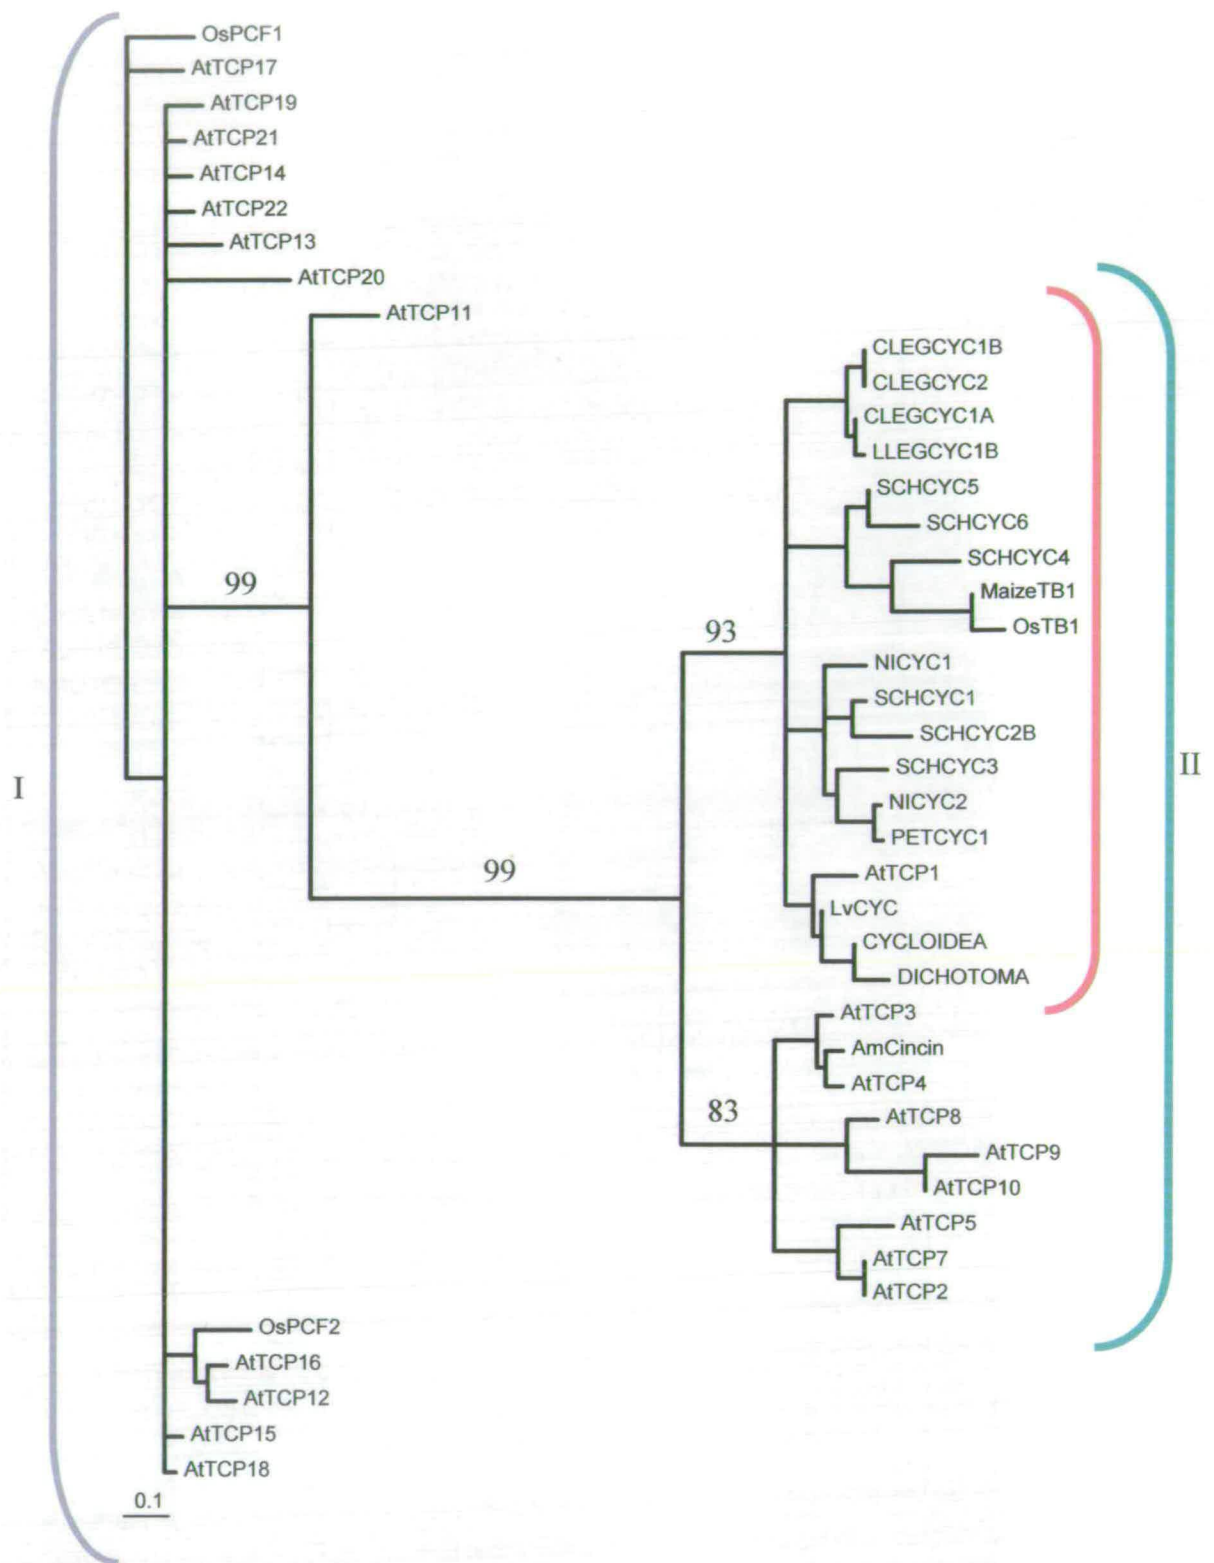 OsPCF1
AtTCP17
AtTCP19
AtTCP21
AtTCP14
AtTCP22
AtTCP13
AtTCP20
AtTCP11
CLEGCYC1B
CLEGCYC2
CLEGCYC1A
LLEGCYC1B
SCHCYC5
SCHCYC6
SCHCYC4
99
MaizeTB1
OsTB1
93
NICYC1
SCHCYC1
SCHCYC2B
SCHCYC3
I
II
NICYC2
PETCYC1
99
AtTCP1
LvCYC
CYCLOIDEA
DICHOTOMA
AtTCP3
AmCincin
AtTCP4
83
AtTCP8
AtTCP9
AtTCP10
AtTCP5
AtTCP7
AtTCP2
OsPCF2
AtTCP16
AtTCP12
AtTCP15
AtTCP18
0.1